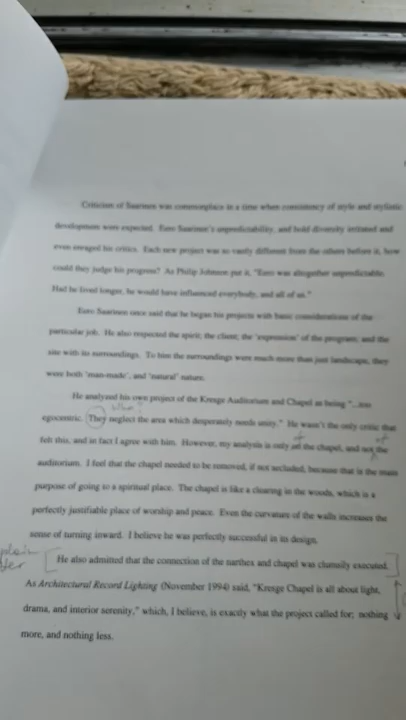 Criticism of Saarinen was commonplace in a time when consistency of style and stylistic
development were expected. Eero Saarinen's unpredictability, and bold diversity irritated and
even enraged his critics. Each new project was so vastly different from the others before it, how
could they judge his progress? As Philip Johnson put it, "Eero was altogether unpredictable.
Had he lived longer, he would have influenced everybody, and all of us."
Eero Saarinen once said that he began his projects with basic considerations of the
particular job. He also respected the spirit; the client; the 'expression' of the program; and the
site with its surroundings. To him the surroundings were much more than just landscape, they
were both 'man-made', and 'natural' nature.
He analyzed his own project of the Kresge Auditorium and Chapel as being "...too
who?
egocentric. They neglect the area which desperately needs unity." He wasn't the only critic that
of of
felt this, and in fact I agree with him. However, my analysis is only on the chapel, and not the
auditorium. I feel that the chapel needed to be removed, if not secluded, because that is the main
purpose of going to a spiritual place. The chapel is like a clearing in the woods, which is a
perfectly justifiable place of worship and peace. Even the curvature of the walls increases the
sense of turning inward. I believe he was perfectly successful in its design.
He also admitted that the connection of the narthex and chapel was clumsily executed.
As Architectural Record Lighting (November 1994) said, "Kresge Chapel is all about light,
drama, and interior serenity," which, I believe, is exactly what the project called for; nothing
more, and nothing less.